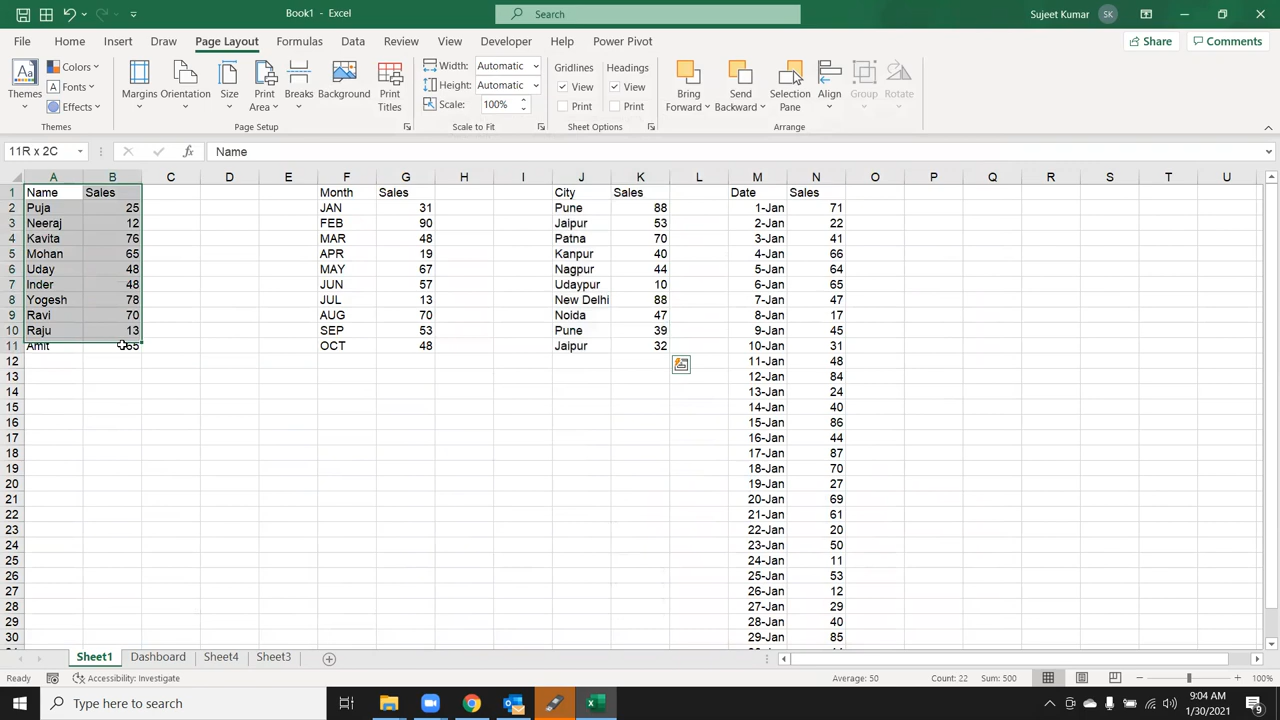 Book1 - Excel
Search
Sujeet Kumar
SK
File Home Insert Draw Page Layout Formulas Data Review View Developer Help Power Pivot
Share Comments
Themes
Colors
Fonts
Effects
Themes
Margins Orientation Size Print Area Breaks Background Print Titles
Page Setup
Width: Automatic
Height: Automatic
Scale: 100%
Scale to Fit
Gridlines Headings
View View
Print Print
Sheet Options
Bring Forward Send Backward Selection Pane Align Group Rotate
Arrange
11R x 2C fx Name
A B C D E F G H I J K L M N O P Q R S T U
1 Name Sales Month Sales City Sales Date Sales
2 Puja 25 JAN 31 Pune 88 1-Jan 71
3 Neeraj 12 FEB 90 Jaipur 53 2-Jan 22
4 Kavita 76 MAR 48 Patna 70 3-Jan 41
5 Mohan 65 APR 19 Kanpur 40 4-Jan 66
6 Uday 48 MAY 67 Nagpur 44 5-Jan 64
7 Inder 48 JUN 57 Udaypur 10 6-Jan 65
8 Yogesh 78 JUL 13 New Delhi 88 7-Jan 47
9 Ravi 70 AUG 70 Noida 47 8-Jan 17
10 Raju 13 SEP 53 Pune 39 9-Jan 45
11 Amit 65 OCT 48 Jaipur 32 10-Jan 31
12 11-Jan 48
13 12-Jan 84
14 13-Jan 24
15 14-Jan 40
16 15-Jan 86
17 16-Jan 44
18 17-Jan 87
19 18-Jan 70
20 19-Jan 27
21 20-Jan 69
22 21-Jan 61
23 22-Jan 20
24 23-Jan 50
25 24-Jan 11
26 25-Jan 53
27 26-Jan 12
28 27-Jan 29
29 28-Jan 40
30 29-Jan 85
Sheet1 Dashboard Sheet4 Sheet3
Ready Accessibility: Investigate Average: 50 Count: 22 Sum: 500 100%
Type here to search
9:04 AM
1/30/2021